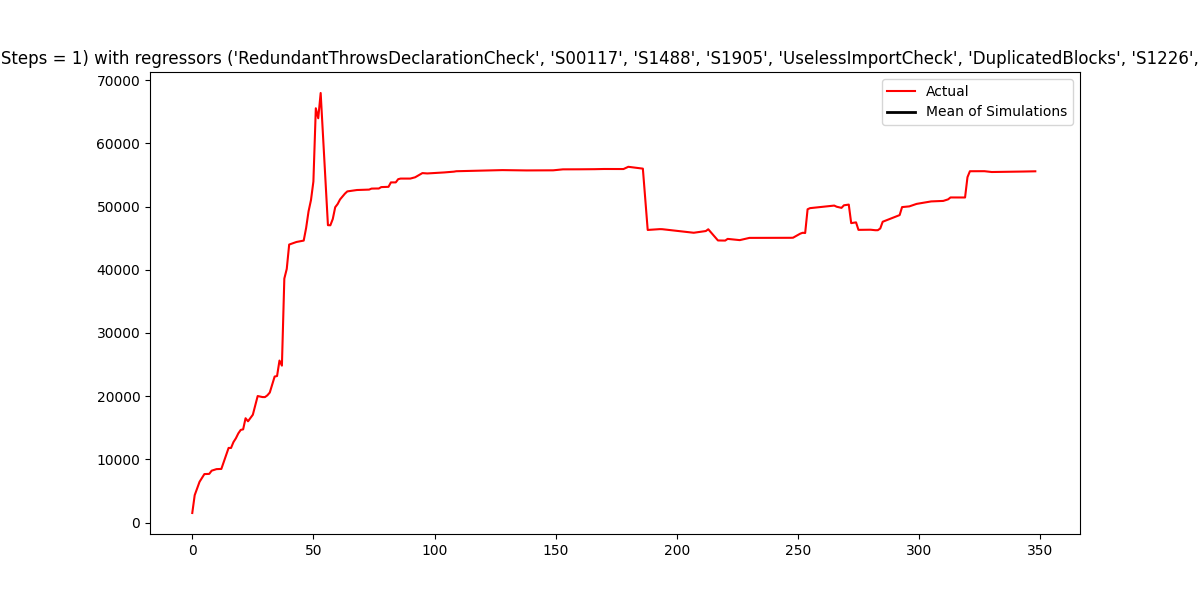 Steps = 1) with regressors ('RedundantThrowsDeclarationCheck', 'S00117', 'S1488', 'S1905', 'UselessImportCheck', 'DuplicatedBlocks', 'S1226',
70000
60000
50000
40000
30000
20000
10000
0
Actual
Mean of Simulations
0 50 100 150 200 250 300 350